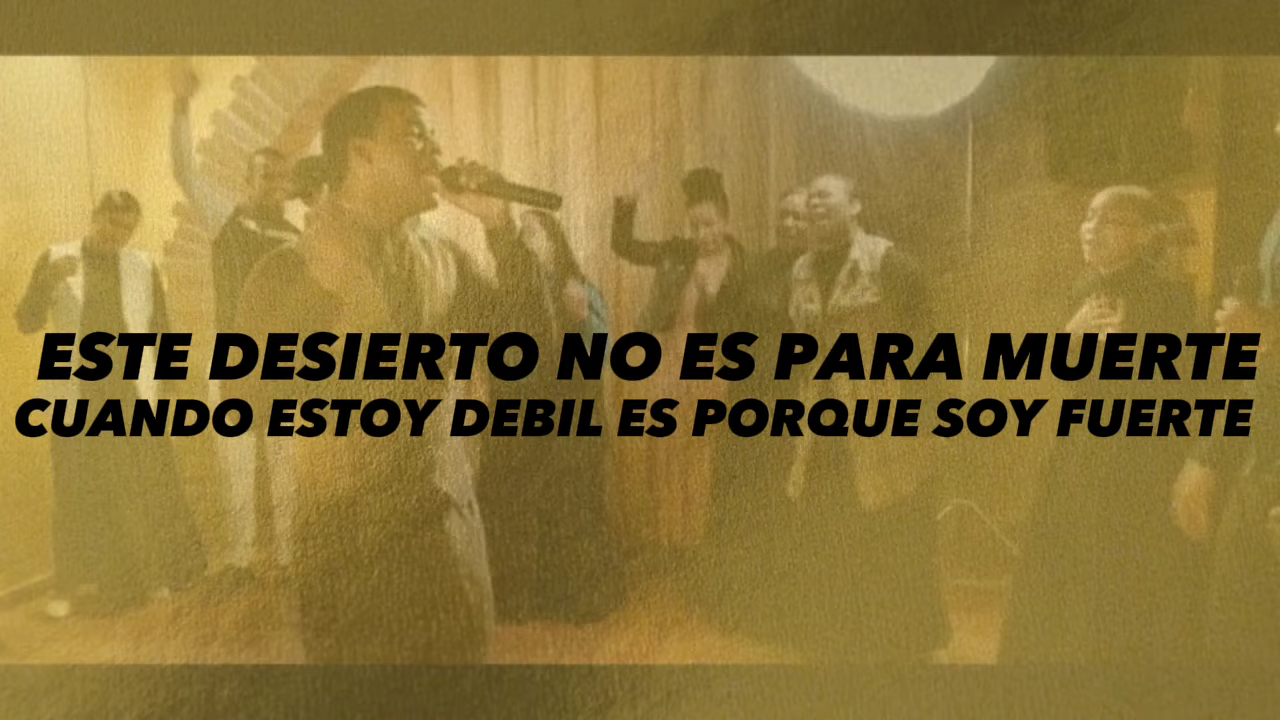 ESTE DESIERTO NO ES PARA MUERTE
CUANDO ESTOY DEBIL ES PORQUE SOY FUERTE